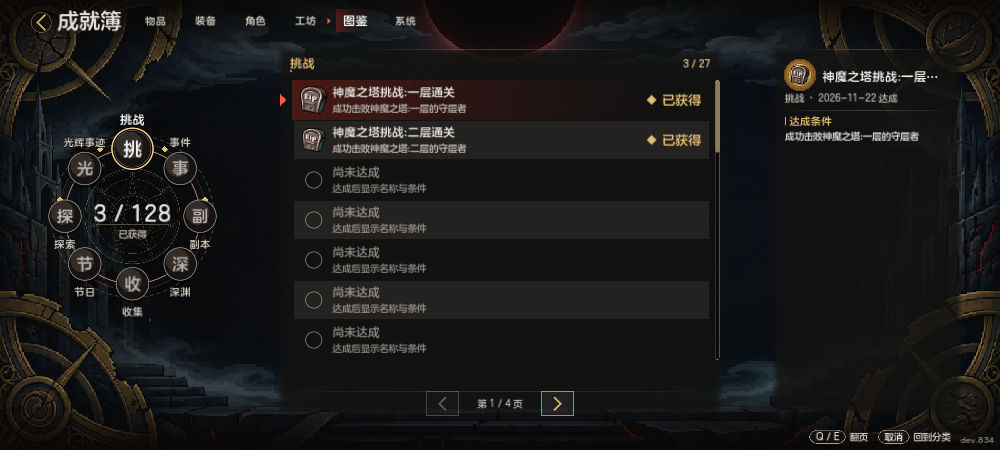 成就簿
物品
装备
角色
工坊
图鉴
系统
挑战
3 / 27
神魔之塔挑战:一层通关
成功击败神魔之塔:一层的守层者
已获得
神魔之塔挑战:二层通关
成功击败神魔之塔:二层的守层者
已获得
尚未达成
达成后显示名称与条件
尚未达成
达成后显示名称与条件
尚未达成
达成后显示名称与条件
尚未达成
达成后显示名称与条件
尚未达成
达成后显示名称与条件
第 1 / 4 页
挑战
挑
光辉事迹
光
事件
事
探
探索
副
副本
节
节日
收
收集
深
深渊
3 / 128
已获得
神魔之塔挑战:一层…
挑战 · 2026-11-22 达成
达成条件
成功击败神魔之塔:一层的守层者
Q / E 翻页
取消 回到分类
dev.834